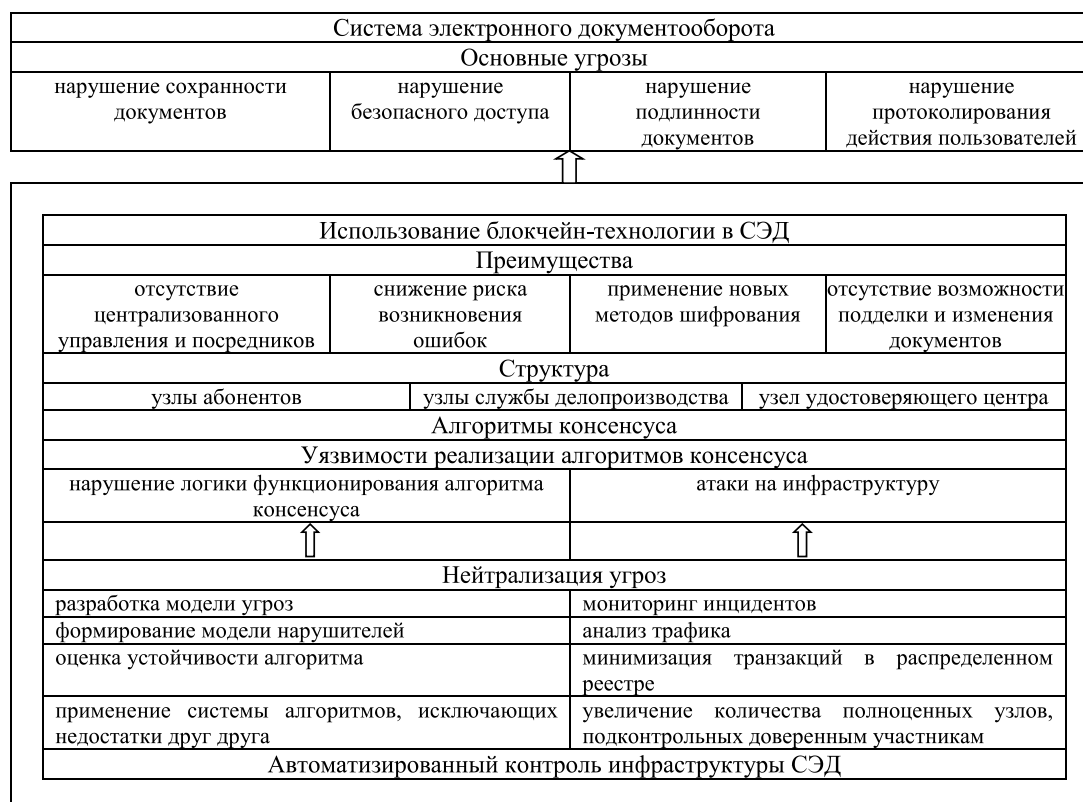 Система электронного документооборота
Основные угрозы
нарушение сохранности
документов
нарушение
безопасного доступа
нарушение
подлинности
документов
нарушение
протоколирования
действия пользователей
Использование блокчейн-технологии в СЭД
Преимущества
отсутствие
централизованного
управления и посредников
снижение риска
возникновения
ошибок
применение новых
методов шифрования
отсутствие возможности
подделки и изменения
документов
Структура
узлы абонентов
узлы службы делопроизводства
узел удостоверяющего центра
Алгоритмы консенсуса
Уязвимости реализации алгоритмов консенсуса
нарушение логики функционирования алгоритма
консенсуса
атаки на инфраструктуру
Нейтрализация угроз
разработка модели угроз
мониторинг инцидентов
формирование модели нарушителей
анализ трафика
оценка устойчивости алгоритма
минимизация транзакций в распределенном
реестре
применение системы алгоритмов, исключающих
недостатки друг друга
увеличение количества полноценных узлов,
подконтрольных доверенным участникам
Автоматизированный контроль инфраструктуры СЭД